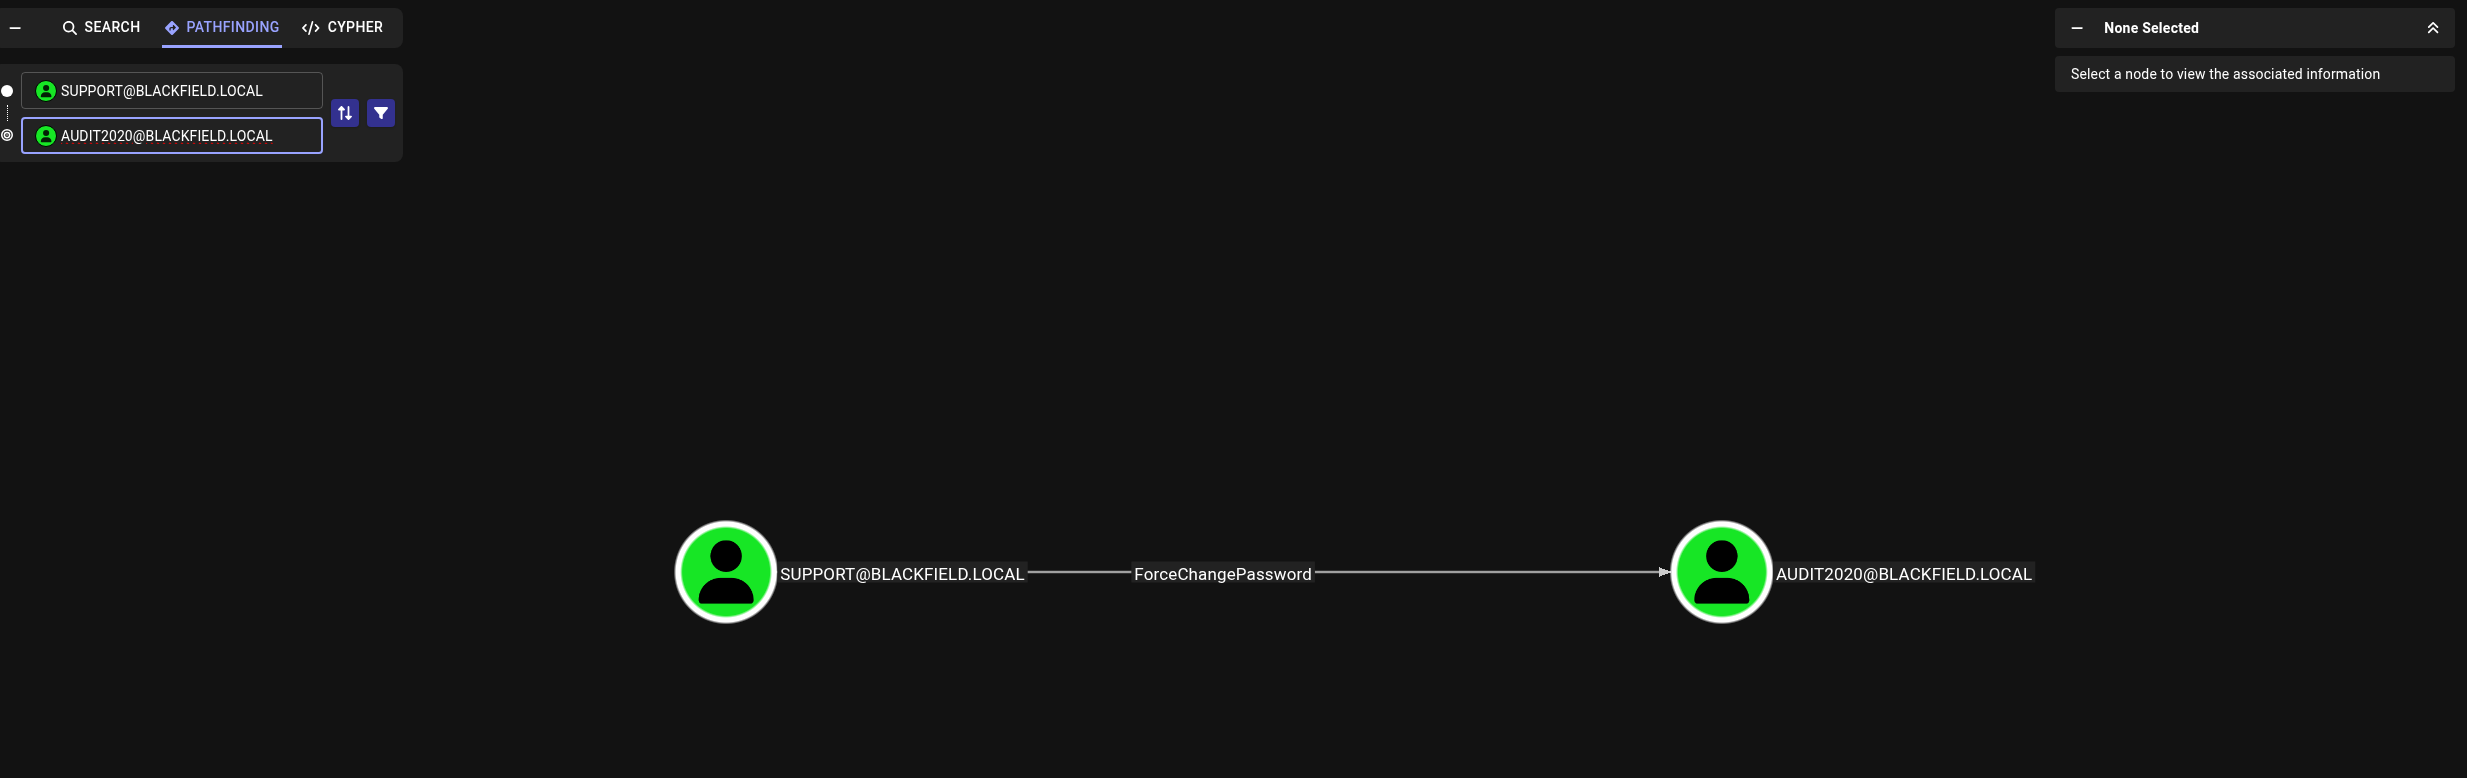 SEARCH PATHFINDING CYPHER
SUPPORT@BLACKFIELD.LOCAL
AUDIT2020@BLACKFIELD.LOCAL
None Selected
Select a node to view the associated information
SUPPORT@BLACKFIELD.LOCAL ForceChangePassword AUDIT2020@BLACKFIELD.LOCAL